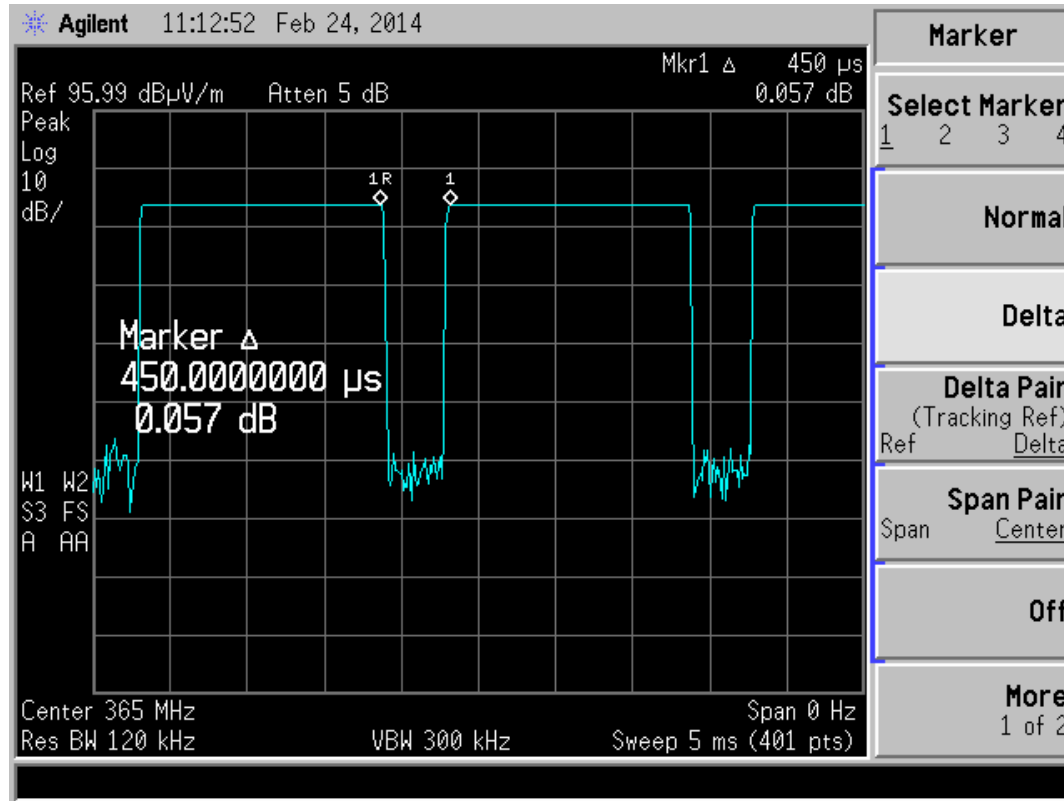 Agilent 11:12:52 Feb 24, 2014
Mkr1 Δ 450 µs
Ref 95.99 dBµV/m Atten 5 dB 0.057 dB
Peak
Log
10
dB/
1R 1
Marker Δ
450.0000000 µs
0.057 dB
W1 W2
S3 FS
A AA
Center 365 MHz Span 0 Hz
Res BW 120 kHz VBW 300 kHz Sweep 5 ms (401 pts)
Marker
Select Marker
1 2 3 4
Normal
Delta
Delta Pair
(Tracking Ref)
Ref Delta
Span Pair
Span Center
Off
More
1 of 2